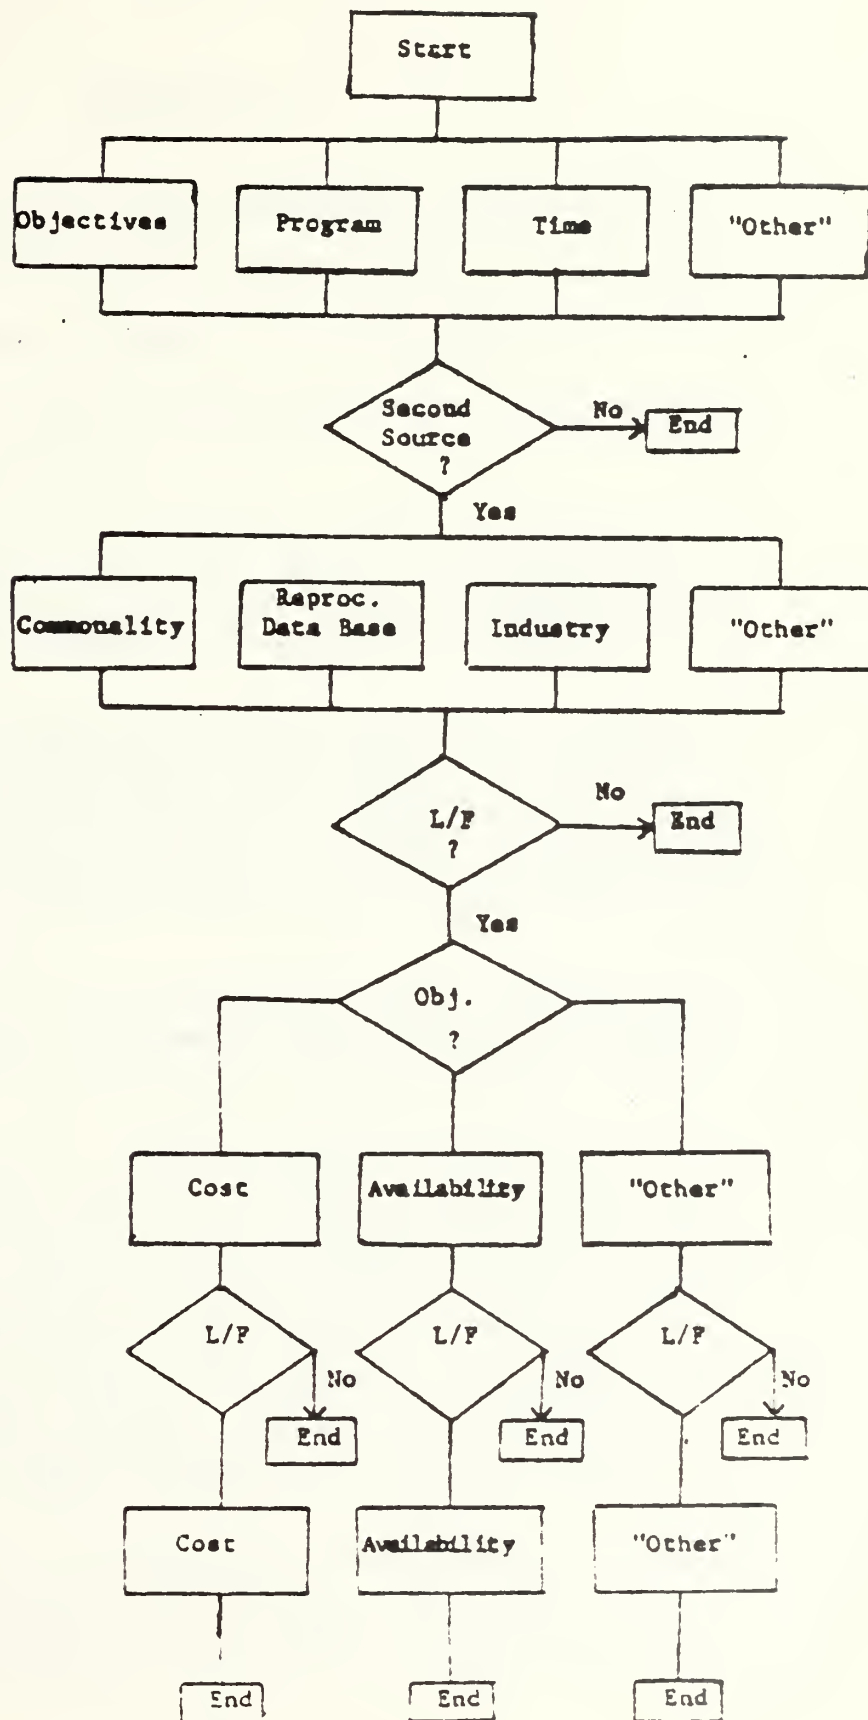 Start
Objectives
Program
Time
"Other"
Second
Source
?
No
End
Yes
Commonality
Reproc.
Data Base
Industry
"Other"
L/F
?
No
End
Yes
Obj.
?
Cost
Availability
"Other"
L/F
No
End
L/F
No
End
L/F
No
End
Cost
Availability
"Other"
End
End
End